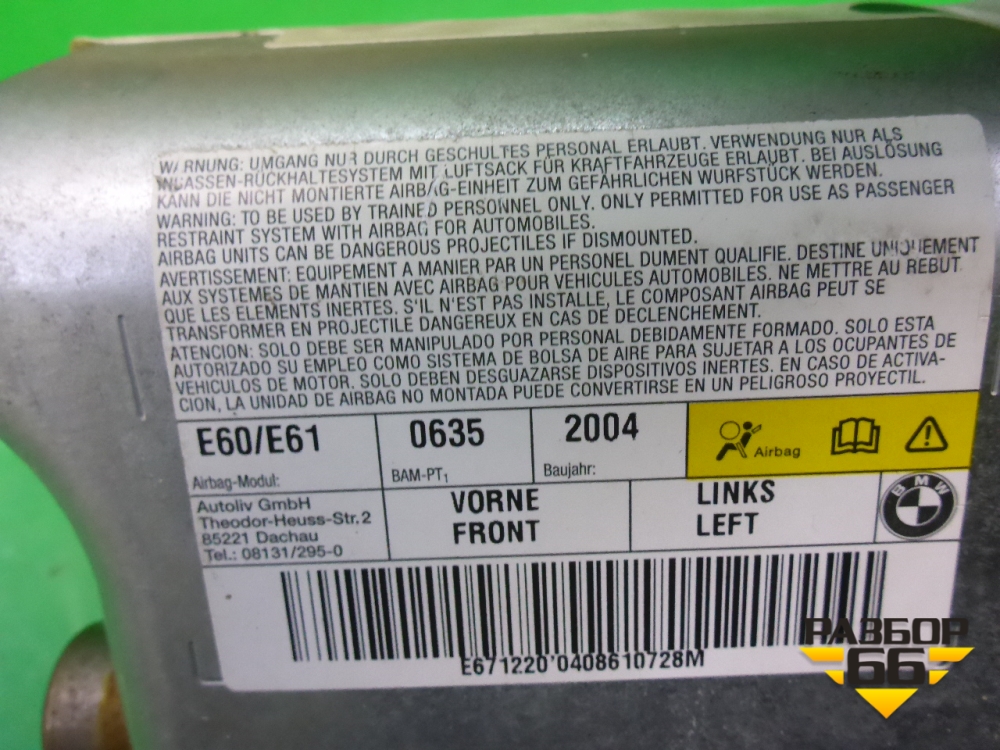 WARNUNG: UMGANG NUR DURCH GESCHULTES PERSONAL ERLAUBT. VERWENDUNG NUR ALS
INSASSEN-RÜCKHALTESYSTEM MIT LUFTSACK FÜR KRAFTFAHRZEUGE ERLAUBT. BEI AUSLÖSUNG
KANN DIE NICHT MONTIERTE AIRBAG-EINHEIT ZUM GEFÄHRLICHEN WURFSTÜCK WERDEN.
WARNING: TO BE USED BY TRAINED PERSONNEL ONLY. ONLY PERMITTED FOR USE AS PASSENGER
RESTRAINT SYSTEM WITH AIRBAG FOR AUTOMOBILES.
AIRBAG UNITS CAN BE DANGEROUS PROJECTILES IF DISMOUNTED.
AVERTISSEMENT: EQUIPEMENT A MANIER PAR UN PERSONEL DUMENT QUALIFIE. DESTINE UNIQUEMENT
AUX SYSTEMES DE MANTIEN AVEC AIRBAG POUR VEHICULES AUTOMOBILES. NE METTRE AU REBUT
QUE LES ELEMENTS INERTES. S'IL N'EST PAS INSTALLE, LE COMPOSANT AIRBAG PEUT SE
TRANSFORMER EN PROJECTILE DANGEREUX EN CAS DE DECLENCHEMENT.
ATENCION: SOLO DEBE SER MANIPULADO POR PERSONAL DEBIDAMENTE FORMADO. SOLO ESTA
AUTORIZADO SU EMPLEO COMO SISTEMA DE BOLSA DE AIRE PARA SUJETAR A LOS OCUPANTES DE
VEHICULOS DE MOTOR. SOLO DEBEN DESGUAZARSE DISPOSITIVOS INERTES. EN CASO DE ACTIVA-
CION, LA UNIDAD DE AIRBAG NO MONTADA PUEDE CONVERTIRSE EN UN PELIGROSO PROYECTIL.
E60/E61
Airbag-Modul:
0635
BAM-PT1
2004
Baujahr:
Airbag
Autoliv GmbH
Theodor-Heuss-Str.2
85221 Dachau
Tel.: 08131/295-0
VORNE
FRONT
LINKS
LEFT
BMW
E671220'0408610728M
РАЗБОР
66